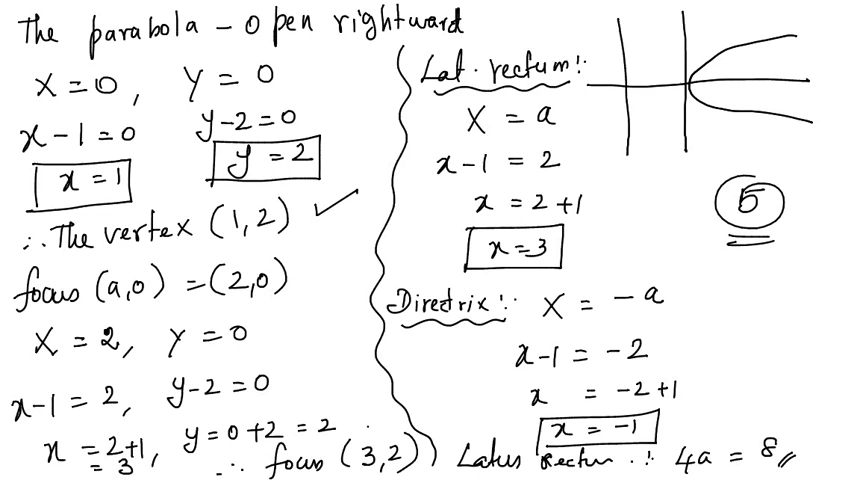 The parabola - Open rightward
X = 0, Y = 0
x - 1 = 0 y - 2 = 0
x = 1 y = 2
∴ The vertex (1, 2) ✓
focus (a, 0) = (2, 0)
X = 2, Y = 0
x - 1 = 2, y - 2 = 0
x = 2+1, y = 0 + 2 = 2
= 3
∴ focus (3, 2)
Lat. rectum:
X = a
x - 1 = 2
x = 2 + 1
x = 3
5
Directrix: X = -a
x - 1 = -2
x = -2 + 1
x = -1
Latus Rectum: 4a = 8